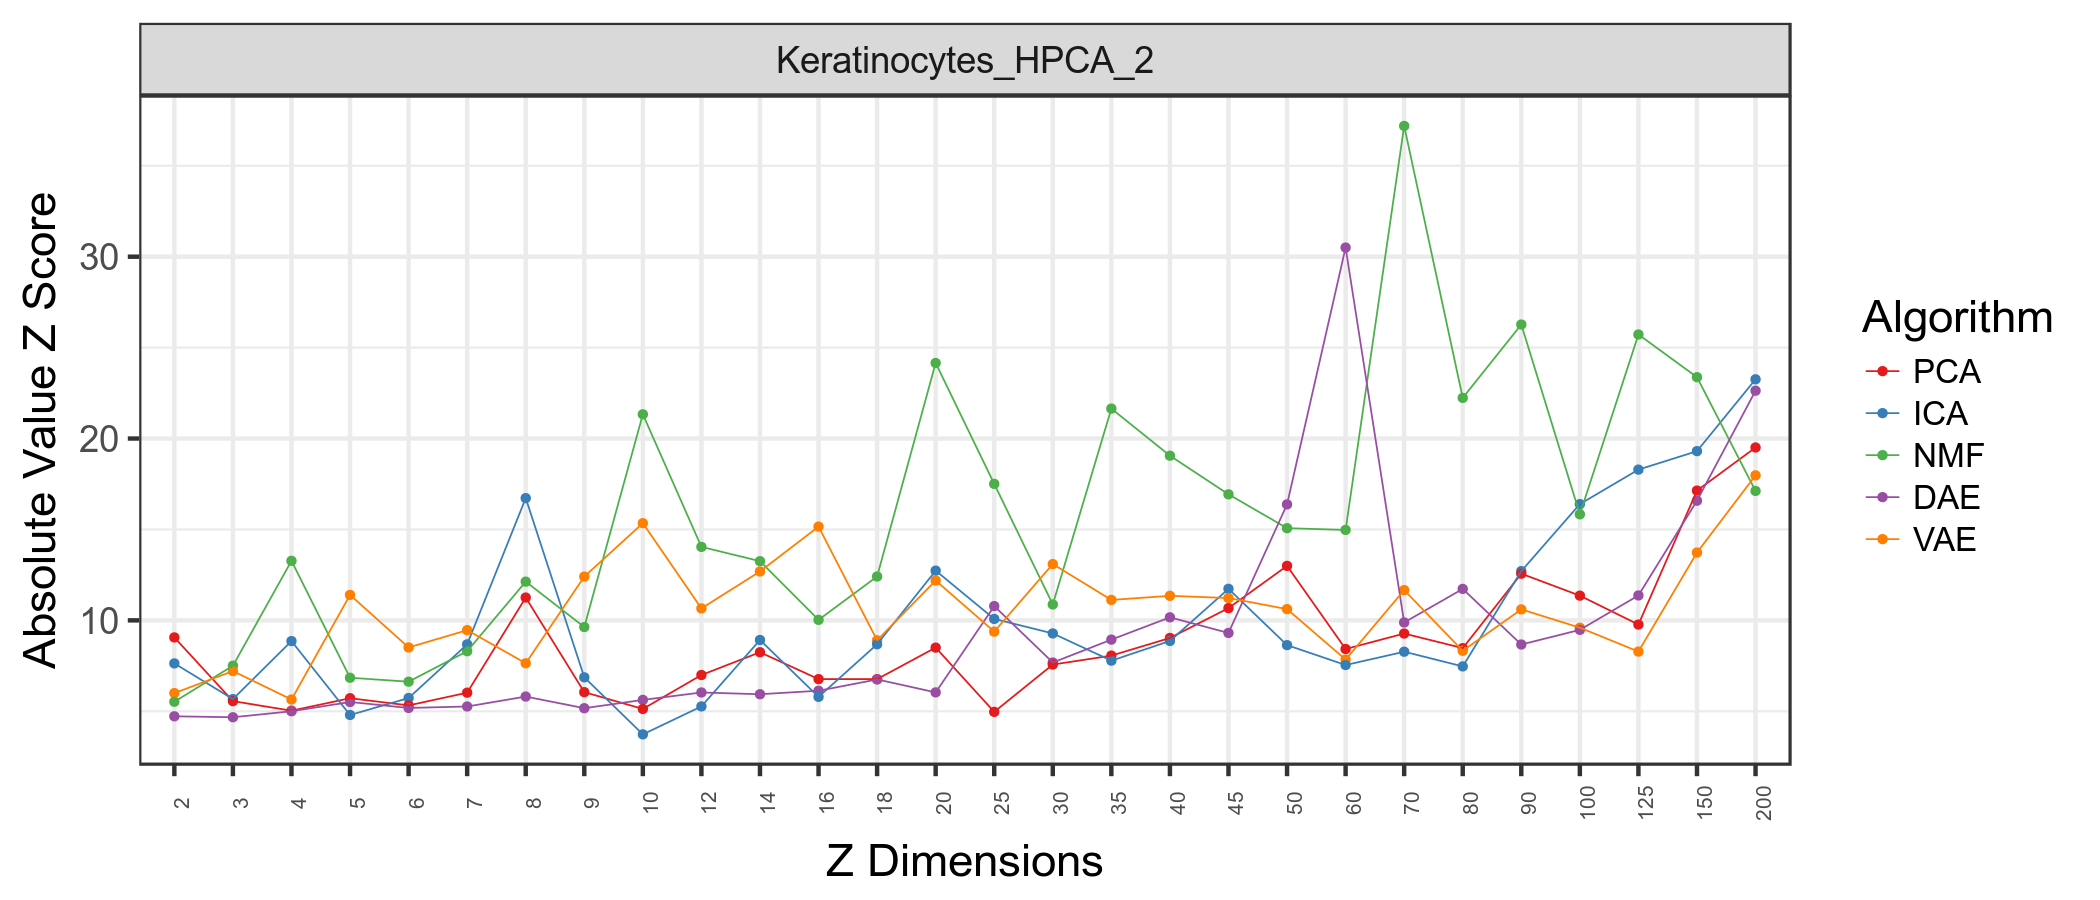 Keratinocytes_HPCA_2
Absolute Value Z Score
30
20
10
2 3 4 5 6 7 8 9 10 12 14 16 18 20 25 30 35 40 45 50 60 70 80 90 100 125 150 200
Z Dimensions
Algorithm
PCA
ICA
NMF
DAE
VAE